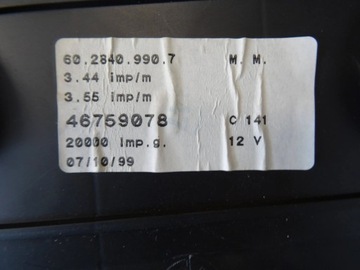 60.2840.990.7 M. M.
3.44 imp/m
3.55 imp/m
46759078 C 141
20000 Imp.g. 12 V
07/10/99